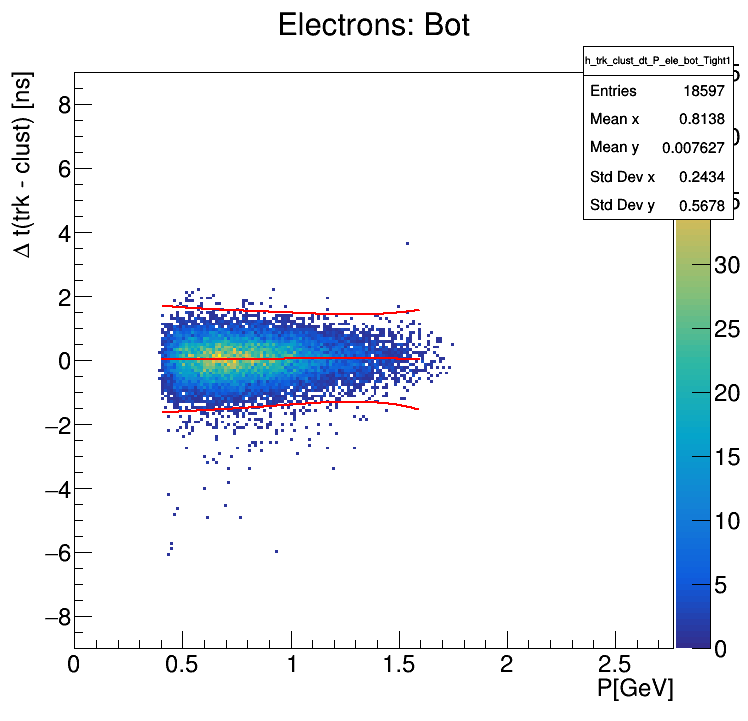 Electrons: Bot
h_trk_clust_dt_P_ele_bot_Tight1
Entries 18597
Mean x 0.8138
Mean y 0.007627
Std Dev x 0.2434
Std Dev y 0.5678
Δ t(trk - clust) [ns]
8
6
4
2
0
−2
−4
−6
−8
0 0.5 1 1.5 2 2.5
P[GeV]
30
25
20
15
10
5
0